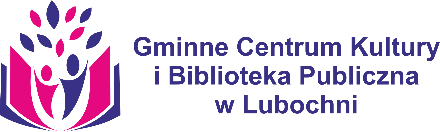 Gminne Centrum Kultury
i Biblioteka Publiczna
w Lubochni